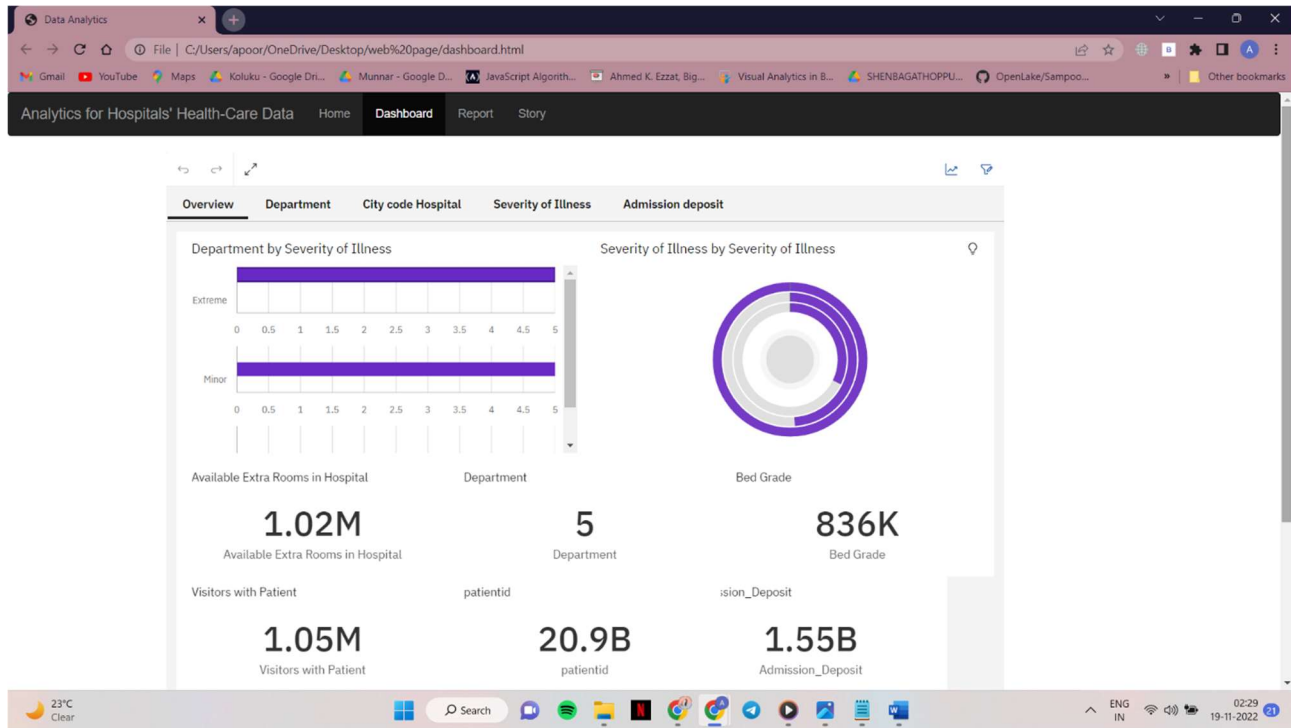 Data Analytics
File | C:/Users/apoor/OneDrive/Desktop/web%20page/dashboard.html
Gmail YouTube Maps Koluku - Google Dri... Munnar - Google D... JavaScript Algorith... Ahmed K. Ezzat, Big... Visual Analytics in B... SHENBAGATHOPPU... OpenLake/Sampoo... » Other bookmarks
Analytics for Hospitals' Health-Care Data Home Dashboard Report Story
Overview Department City code Hospital Severity of Illness Admission deposit
Department by Severity of Illness Severity of Illness by Severity of Illness
Extreme
0 0.5 1 1.5 2 2.5 3 3.5 4 4.5 5
Minor
0 0.5 1 1.5 2 2.5 3 3.5 4 4.5 5
Available Extra Rooms in Hospital Department Bed Grade
1.02M 5 836K
Available Extra Rooms in Hospital Department Bed Grade
Visitors with Patient patientid ssion_Deposit
1.05M 20.9B 1.55B
Visitors with Patient patientid Admission_Deposit
23°C
Clear
Search
ENG
IN
02:29
19-11-2022
21